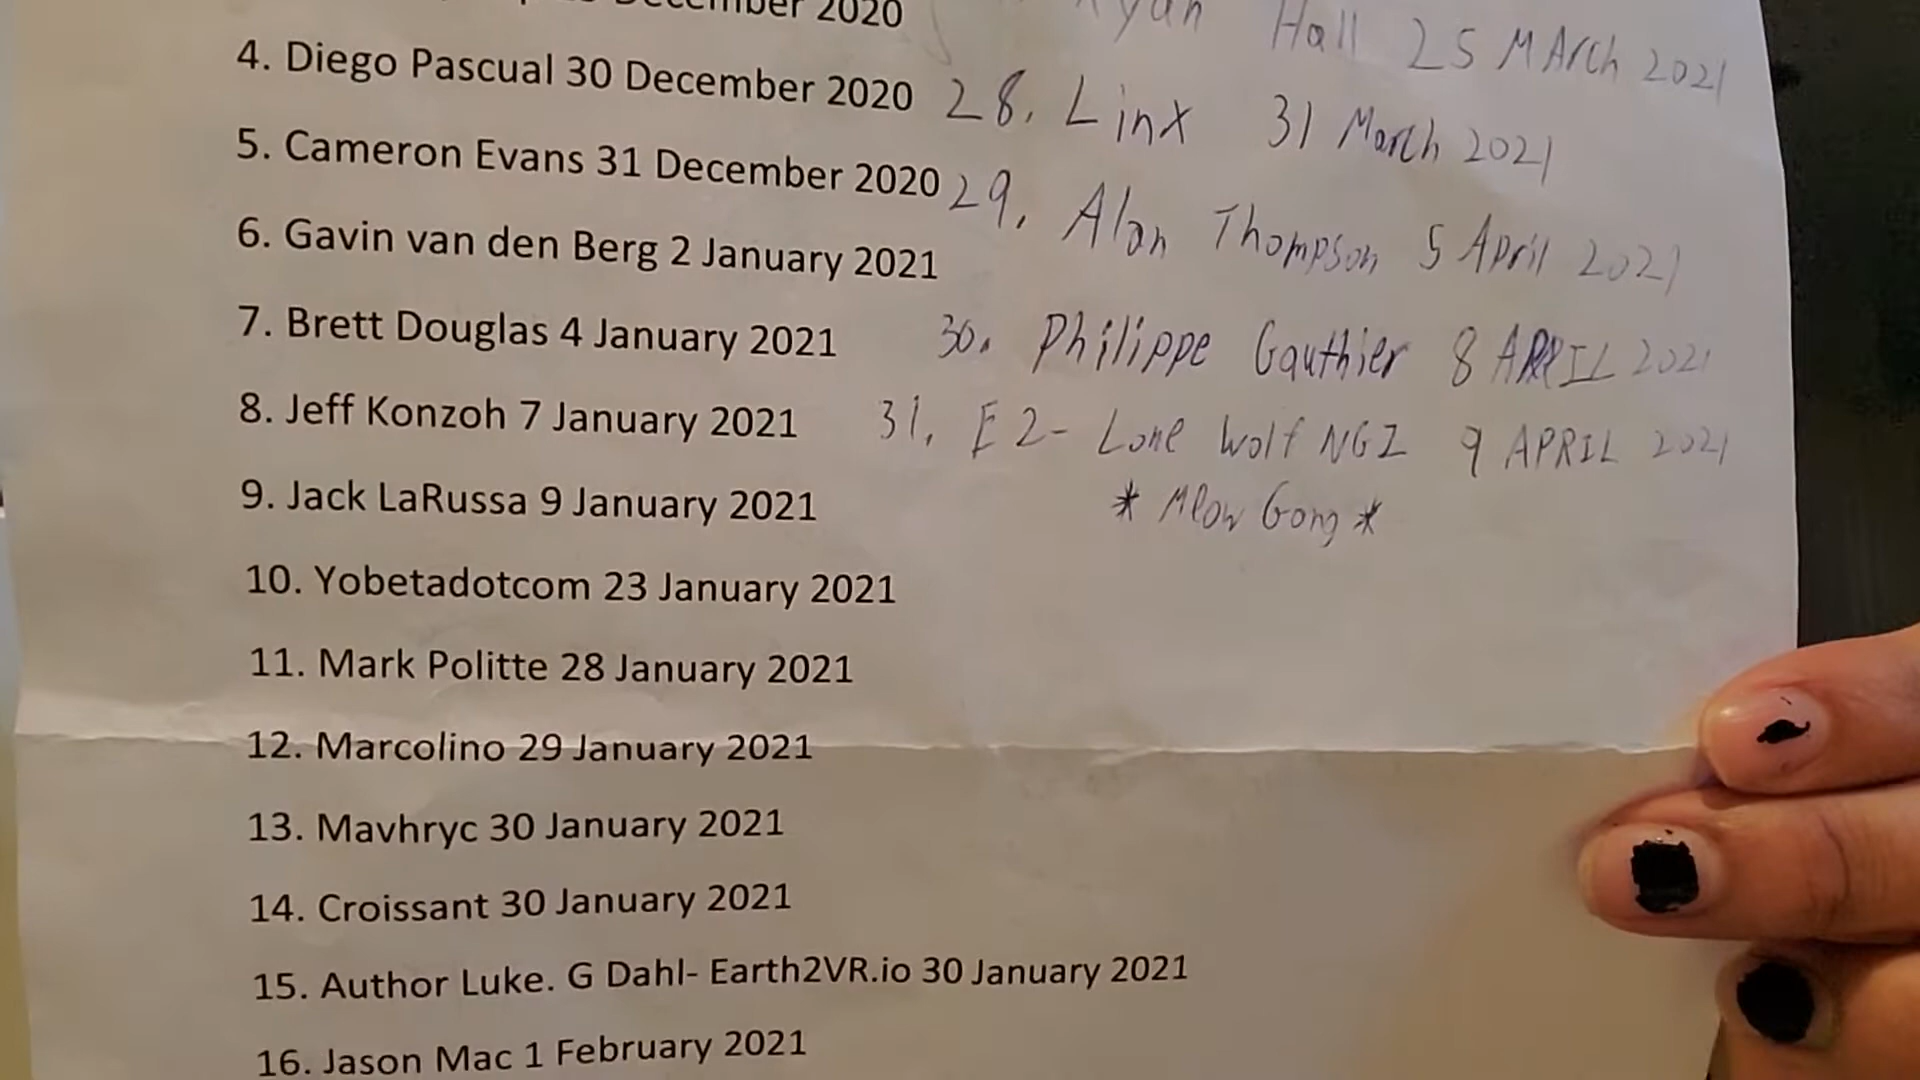 December 2020
4. Diego Pascual 30 December 2020
5. Cameron Evans 31 December 2020
6. Gavin van den Berg 2 January 2021
7. Brett Douglas 4 January 2021
8. Jeff Konzoh 7 January 2021
9. Jack LaRussa 9 January 2021
10. Yobetadotcom 23 January 2021
11. Mark Politte 28 January 2021
12. Marcolino 29 January 2021
13. Mavhryc 30 January 2021
14. Croissant 30 January 2021
15. Author Luke. G Dahl- Earth2VR.io 30 January 2021
16. Jason Mac 1 February 2021
Ryan Hall 25 MArch 2021
28. Linx 31 March 2021
29. Alan Thompson 5 April 2021
30. Philippe Gauthier 8 APRIL 2021
31. E2- Lone Wolf NGZ 9 APRIL 2021
* Meow Gang *